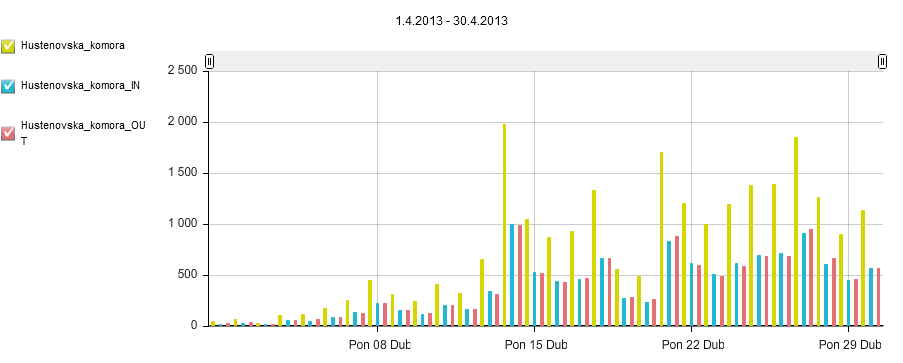 1.4.2013 - 30.4.2013
Hustenovska_komora
Hustenovska_komora_IN
Hustenovska_komora_OU
T
2 500
2 000
1 500
1 000
500
0
Pon 08 Dub
Pon 15 Dub
Pon 22 Dub
Pon 29 Dub